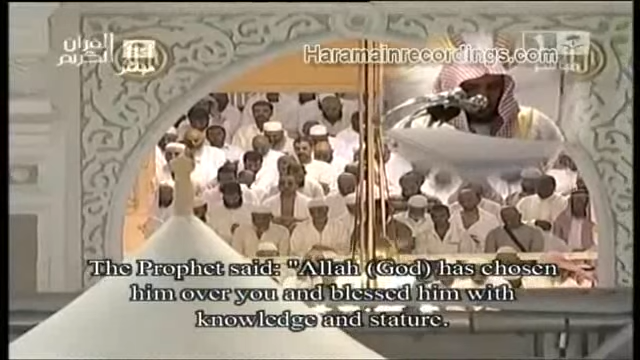 القرآن
الكريم
مباشر
Haramainrecordings.com
The Prophet said: "Allah (God) has chosen
him over you and blessed him with
knowledge and stature.